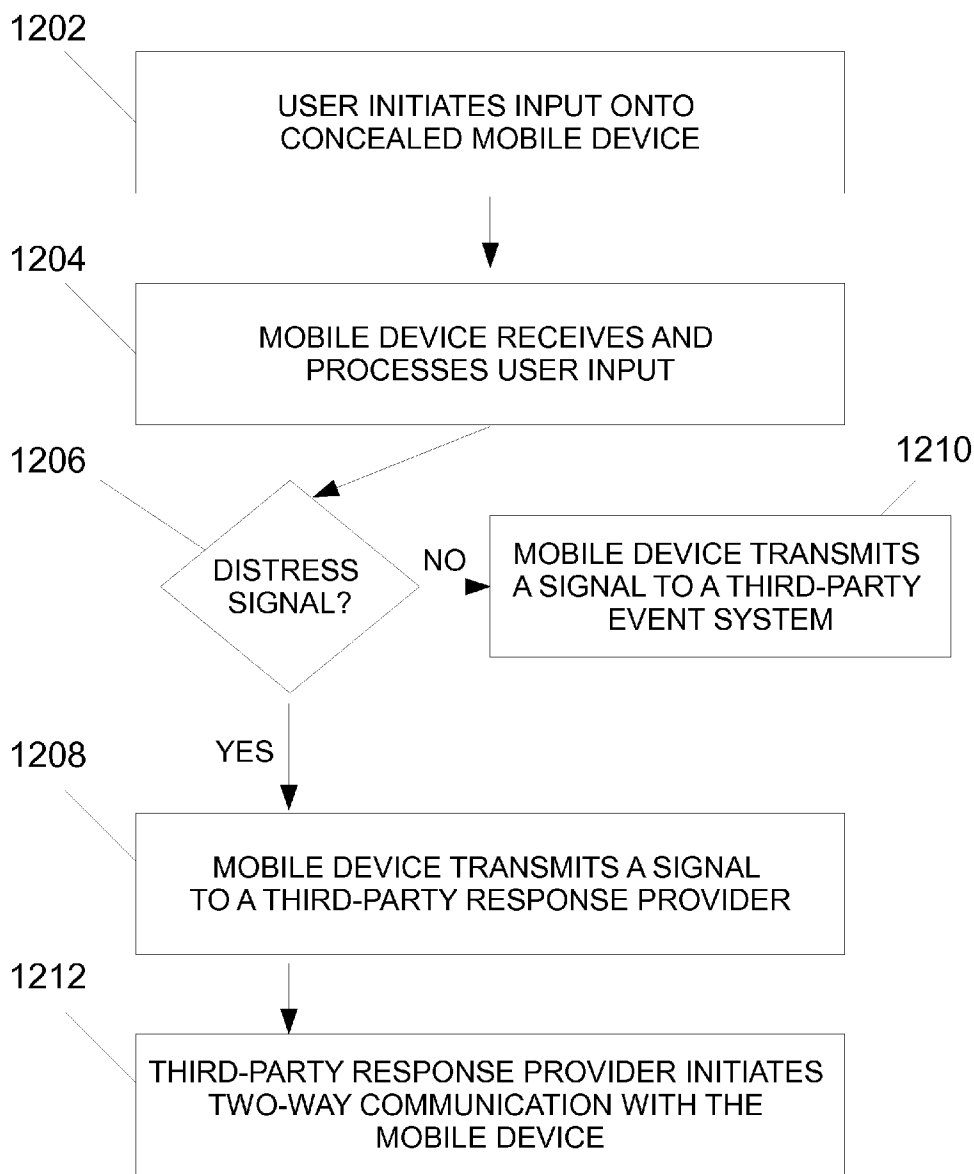 1202
USER INITIATES INPUT ONTO
CONCEALED MOBILE DEVICE
1204
MOBILE DEVICE RECEIVES AND
PROCESSES USER INPUT
1206
DISTRESS
SIGNAL?
NO
1210
MOBILE DEVICE TRANSMITS
A SIGNAL TO A THIRD-PARTY
EVENT SYSTEM
YES
1208
MOBILE DEVICE TRANSMITS A SIGNAL
TO A THIRD-PARTY RESPONSE PROVIDER
1212
THIRD-PARTY RESPONSE PROVIDER INITIATES
TWO-WAY COMMUNICATION WITH THE
MOBILE DEVICE